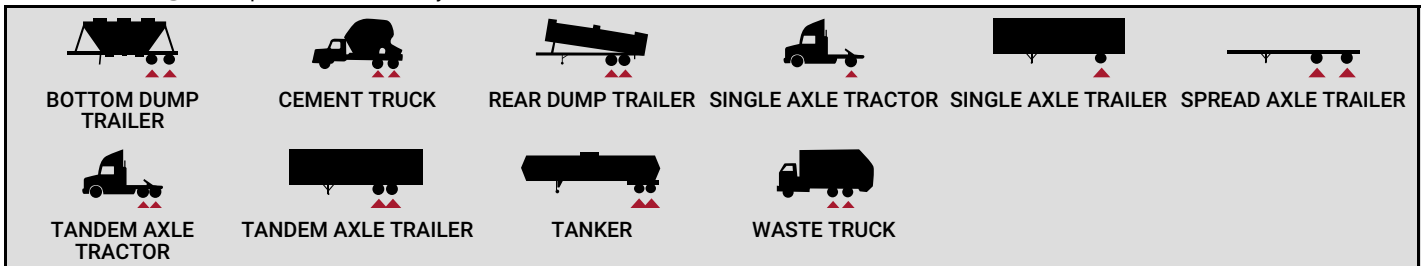 BOTTOM DUMP
TRAILER
CEMENT TRUCK
REAR DUMP TRAILER
SINGLE AXLE TRACTOR
SINGLE AXLE TRAILER
SPREAD AXLE TRAILER
TANDEM AXLE
TRACTOR
TANDEM AXLE TRAILER
TANKER
WASTE TRUCK